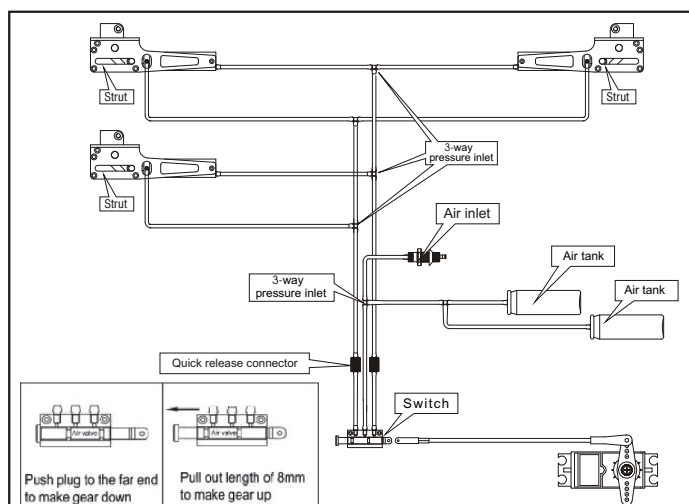 Strut
Strut
3-way
pressure inlet
Strut
Air inlet
Air tank
3-way
pressure inlet
Air tank
Quick release connector
Switch
Air valve
Push plug to the far end
to make gear down
Air valve
Pull out length of 8mm
to make gear up